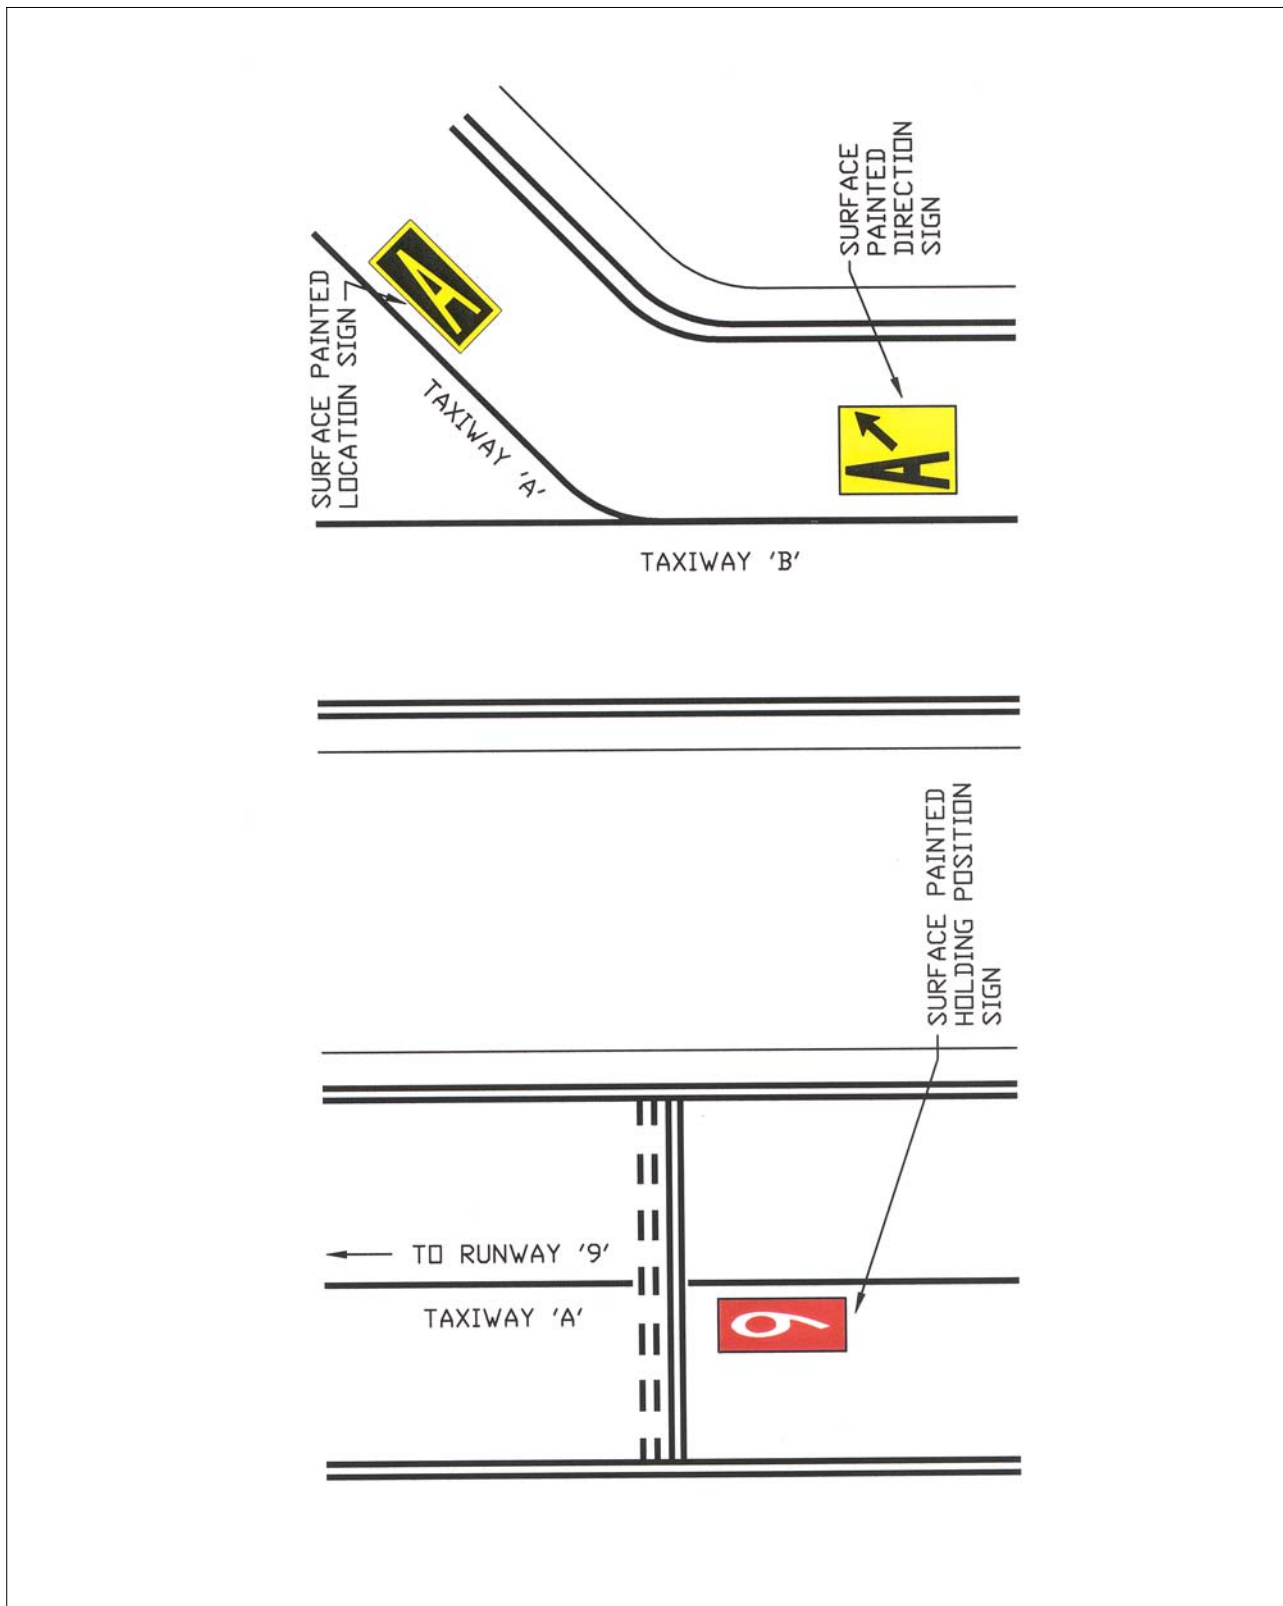 SURFACE PAINTED
LOCATION SIGN
A
TAXIWAY 'A'
SURFACE
PAINTED
DIRECTION
SIGN
A
TAXIWAY 'B'
SURFACE PAINTED
HOLDING POSITION
SIGN
TO RUNWAY '9'
TAXIWAY 'A'
9